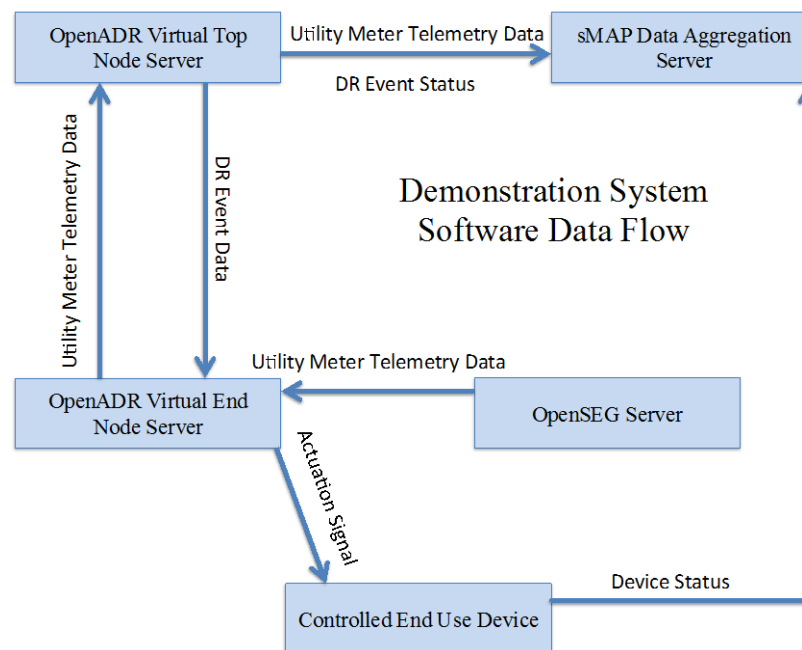 OpenADR Virtual Top
Node Server
Utility Meter Telemetry Data
DR Event Status
sMAP Data Aggregation
Server
Utility Meter Telemetry Data
DR Event Data
Demonstration System
Software Data Flow
Utility Meter Telemetry Data
OpenADR Virtual End
Node Server
OpenSEG Server
Actuation Signal
Device Status
Controlled End Use Device